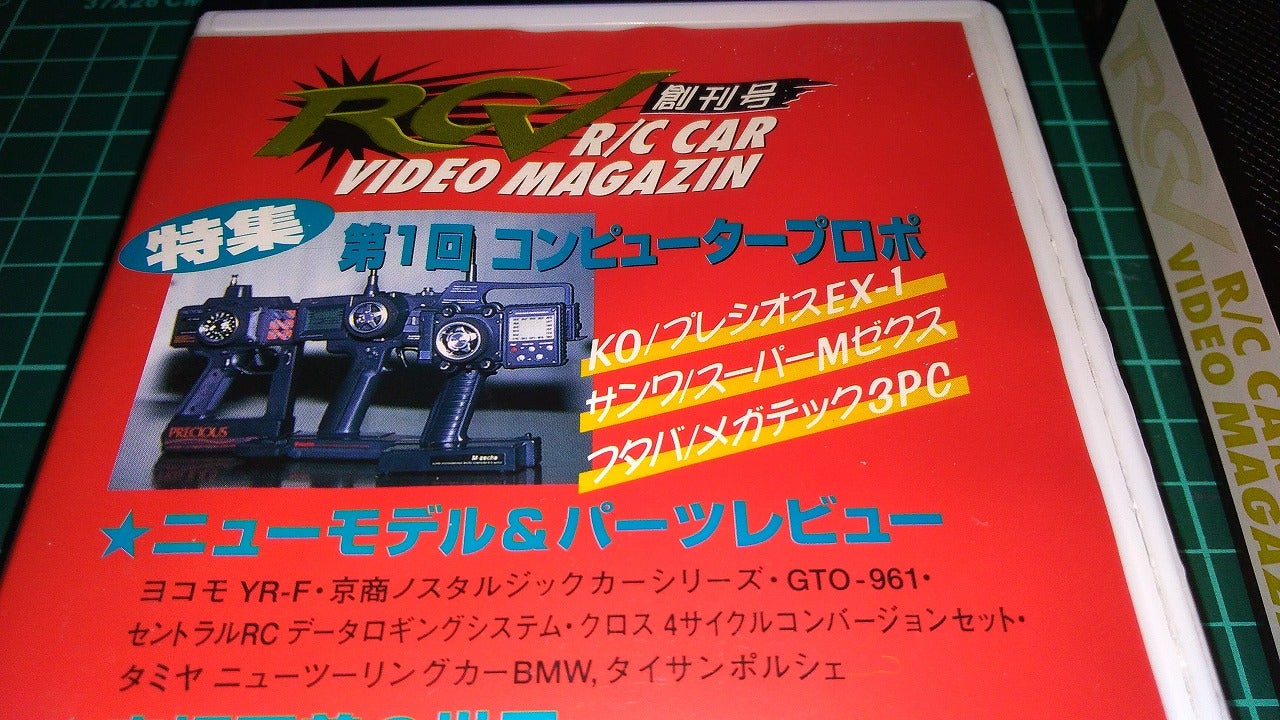 37X28 CM
RCV 創刊号
R/C CAR
VIDEO MAGAZIN
特集 第1回 コンピュータープロポ
KO/プレシオスEX-1
サンワ/スーパーMゼクス
フタバ/メガテック3PC
PRECIOUS
M-zechs
★ニューモデル&パーツレビュー
ヨコモ YR-F・京商ノスタルジックカーシリーズ・GTO-961・
セントラルRC データロギングシステム・クロス 4サイクルコンバージョンセット・
タミヤ ニューツーリングカーBMW, タイサンポルシェ
RCV R/C CA
VIDEO MAGAZ